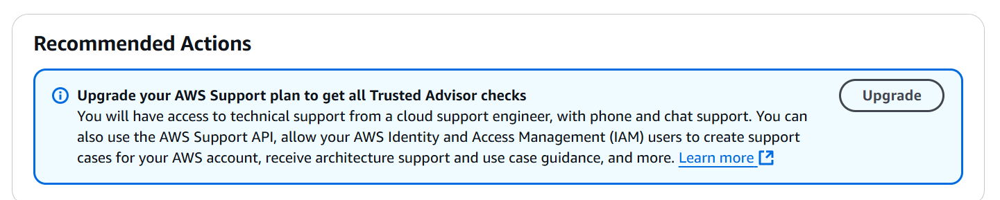 Recommended Actions
Upgrade your AWS Support plan to get all Trusted Advisor checks
Upgrade
You will have access to technical support from a cloud support engineer, with phone and chat support. You can
also use the AWS Support API, allow your AWS Identity and Access Management (IAM) users to create support
cases for your AWS account, receive architecture support and use case guidance, and more. Learn more